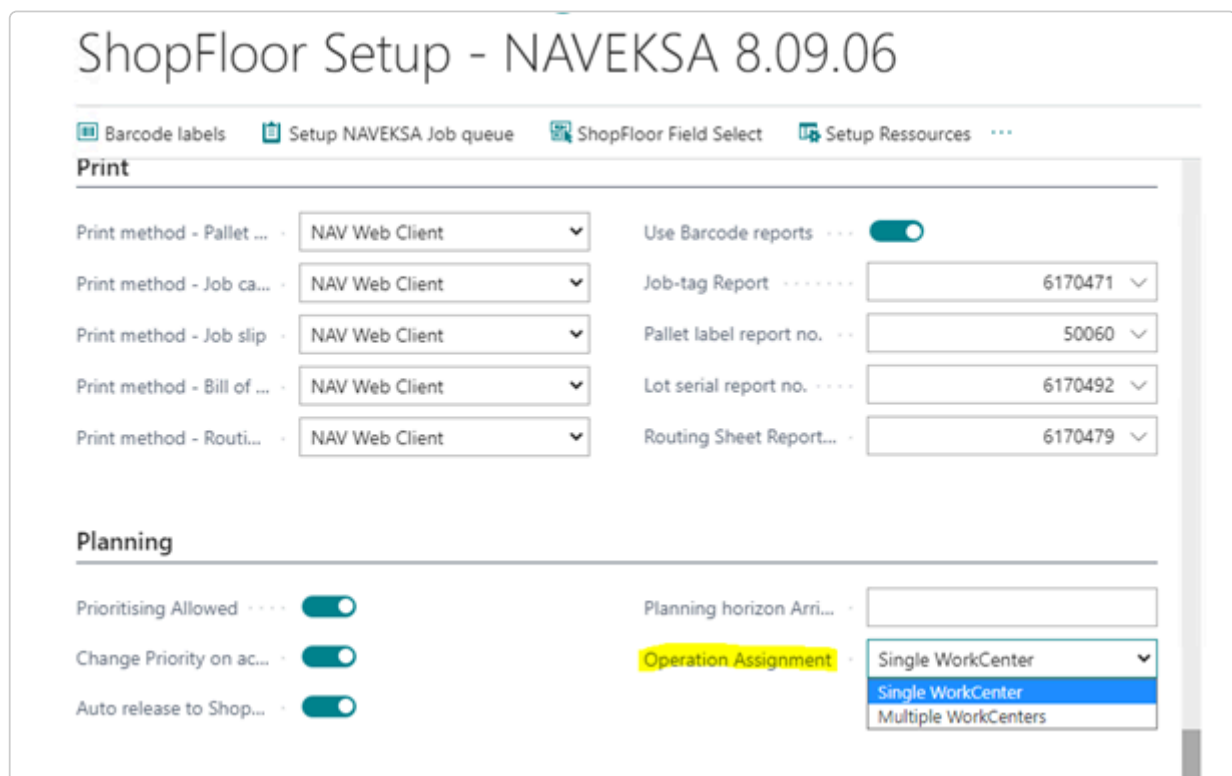 ShopFloor Setup - NAVEKSA 8.09.06
Barcode labels Setup NAVEKSA Job queue ShopFloor Field Select Setup Ressources ···
Print
Print method - Pallet ... NAV Web Client Use Barcode reports
Print method - Job ca... NAV Web Client Job-tag Report 6170471
Print method - Job slip NAV Web Client Pallet label report no. 50060
Print method - Bill of ... NAV Web Client Lot serial report no. 6170492
Print method - Routi... NAV Web Client Routing Sheet Report... 6170479
Planning
Prioritising Allowed Planning horizon Arri...
Change Priority on ac... Operation Assignment Single WorkCenter
Single WorkCenter
Auto release to Shop... Multiple WorkCenters